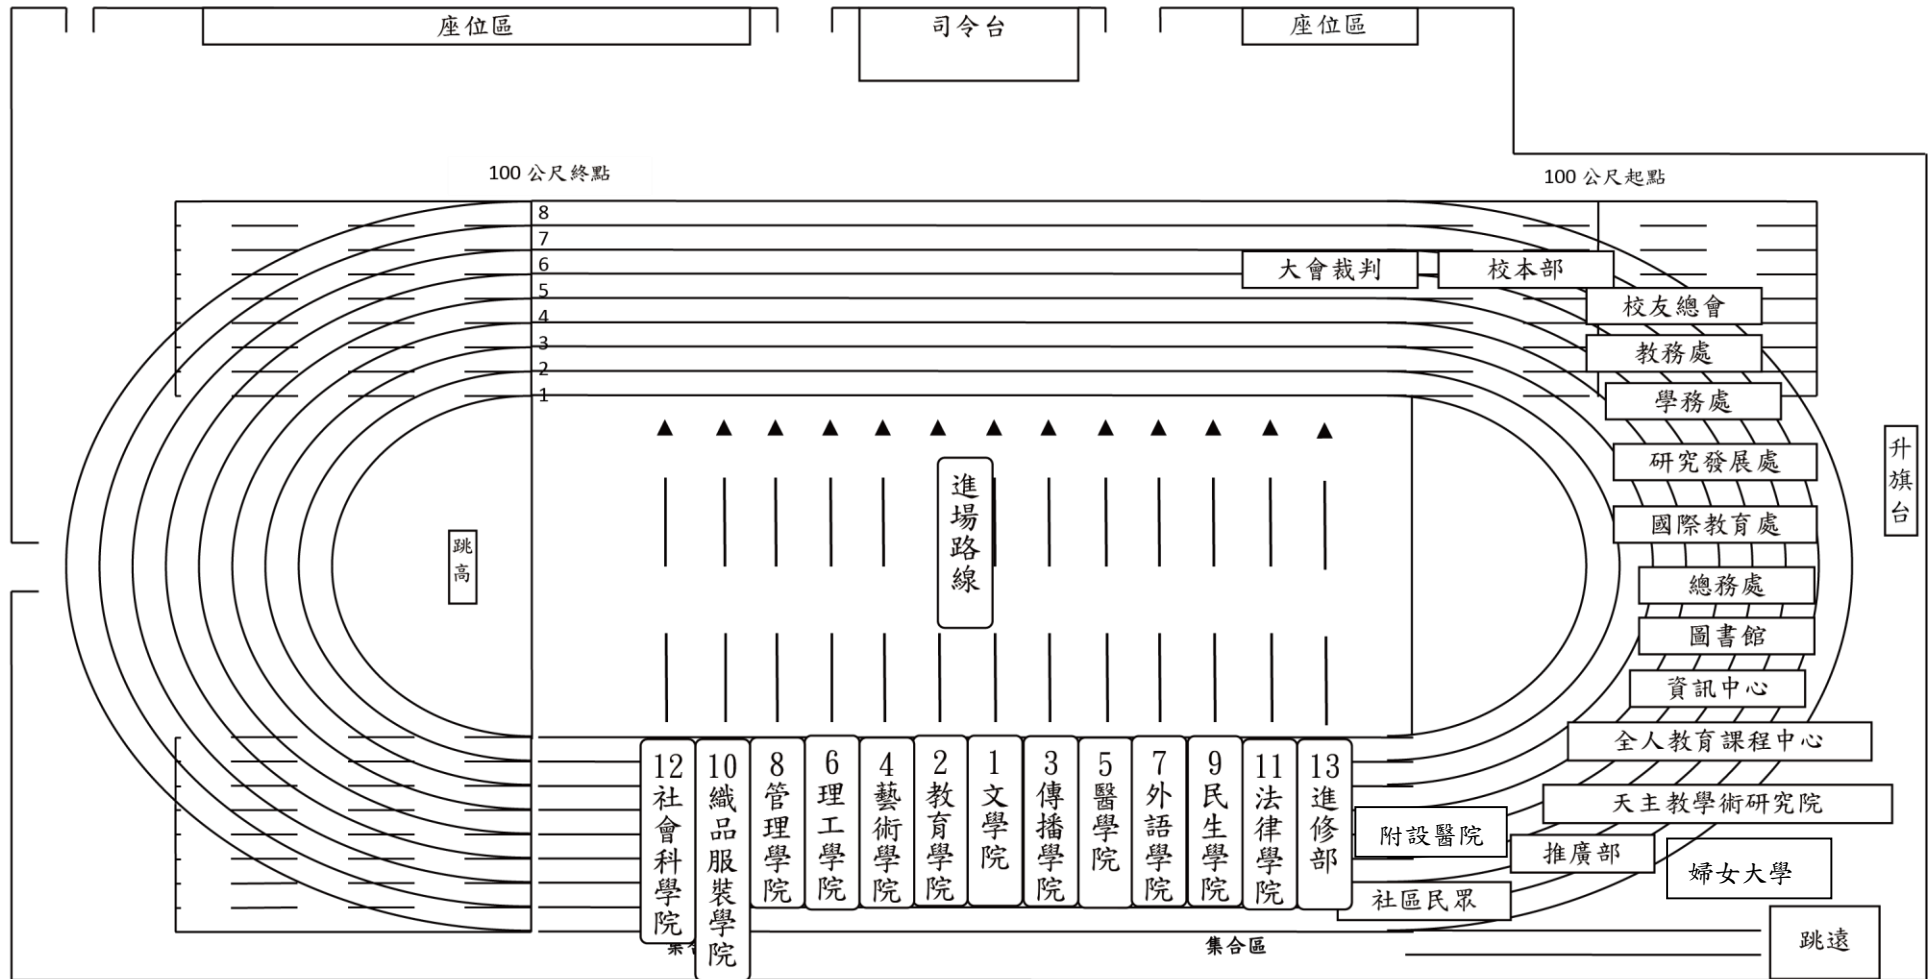 座位區
司令台
座位區
100 公尺終點
100 公尺起點
8
7
6
5
4
3
2
1
大會裁判
校本部
校友總會
教務處
學務處
研究發展處
國際教育處
總務處
圖書館
資訊中心
全人教育課程中心
天主教學術研究院
推廣部
附設醫院
社區民眾
婦女大學
跳遠
升旗台
跳高
進場路線
12 社會科學院
10 織品服裝學院
8 管理學院
6 理工學院
4 藝術學院
2 教育學院
1 文學院
3 傳播學院
5 醫學院
7 外語學院
9 民生學院
11 法律學院
13 進修部
集合區